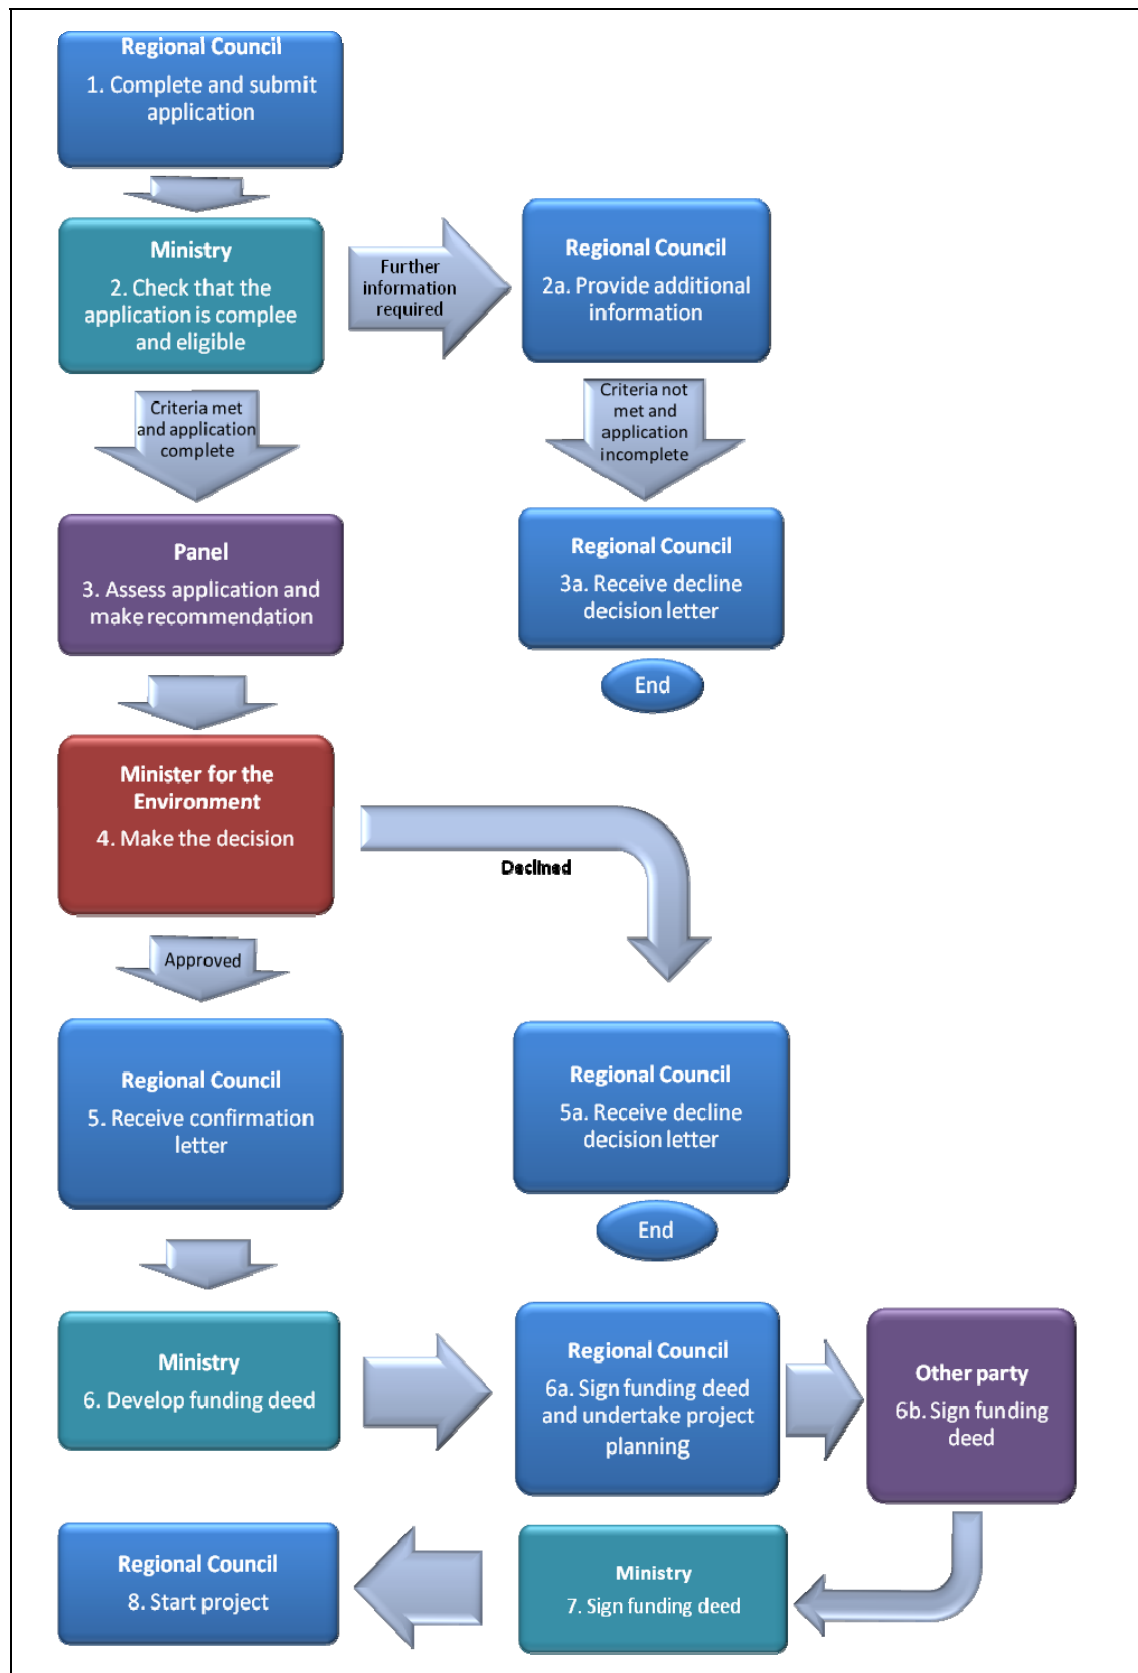 Regional Council
1. Complete and submit
application
Ministry
2. Check that the
application is complee
and eligible
Further
information
required
Regional Council
2a. Provide additional
information
Criteria met
and application
complete
Criteria not
met and
application
incomplete
Panel
3. Assess application and
make recommendation
Regional Council
3a. Receive decline
decision letter
End
Minister for the
Environment
4. Make the decision
Declined
Approved
Regional Council
5. Receive confirmation
letter
Regional Council
5a. Receive decline
decision letter
End
Ministry
6. Develop funding deed
Regional Council
6a. Sign funding deed
and undertake project
planning
Other party
6b. Sign funding
deed
Ministry
7. Sign funding deed
Regional Council
8. Start project